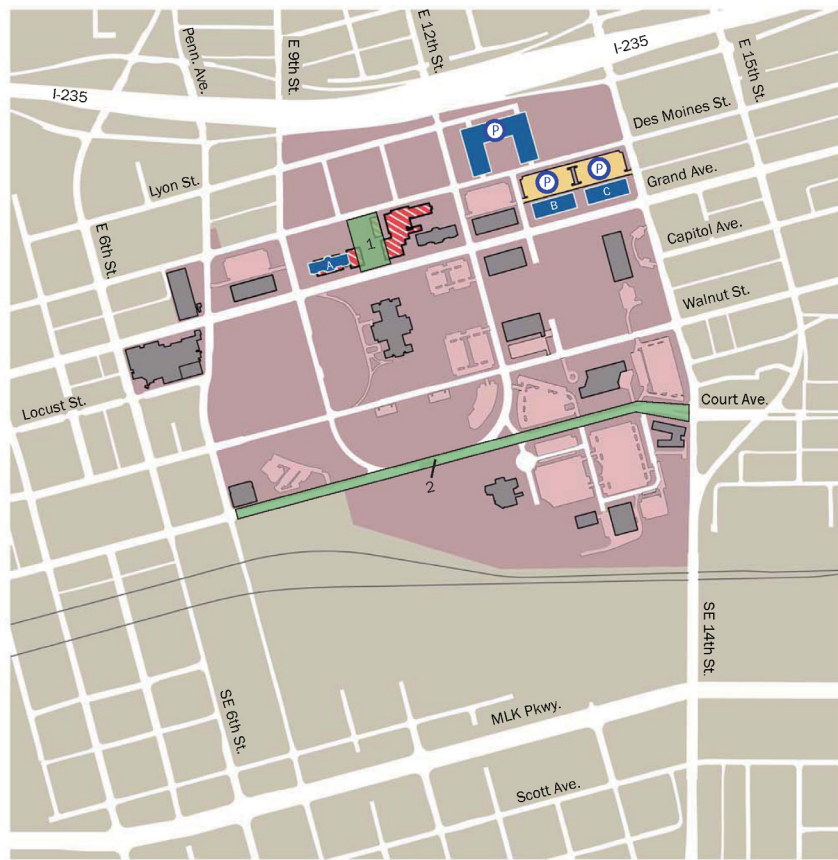 E 12th St.
Penn. Ave.
E 9th St.
I-235
E 15th St.
I-235
Des Moines St.
P
Lyon St.
P
P
Grand Ave.
B
C
E 6th St.
1
A
Capitol Ave.
Walnut St.
Locust St.
Court Ave.
2
SE 14th St.
SE 6th St.
MLK Pkwy.
Scott Ave.